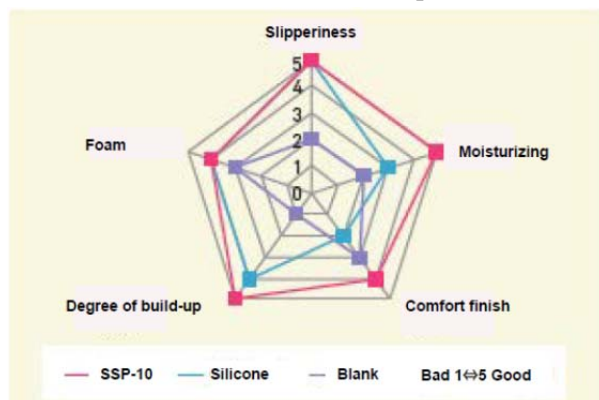 Slipperiness
5
4
3
2
1
0
Foam
Moisturizing
Degree of build-up
Comfort finish
SSP-10 Silicone Blank Bad 1⇔5 Good